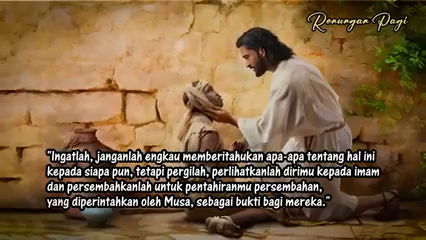 Renungan Pagi
"Ingatlah, janganlah engkau memberitahukan apa-apa tentang hal ini
kepada siapa pun, tetapi pergilah, perlihatkanlah dirimu kepada imam
dan persembahkanlah untuk pentahiranmu persembahan,
yang diperintahkan oleh Musa, sebagai bukti bagi mereka."